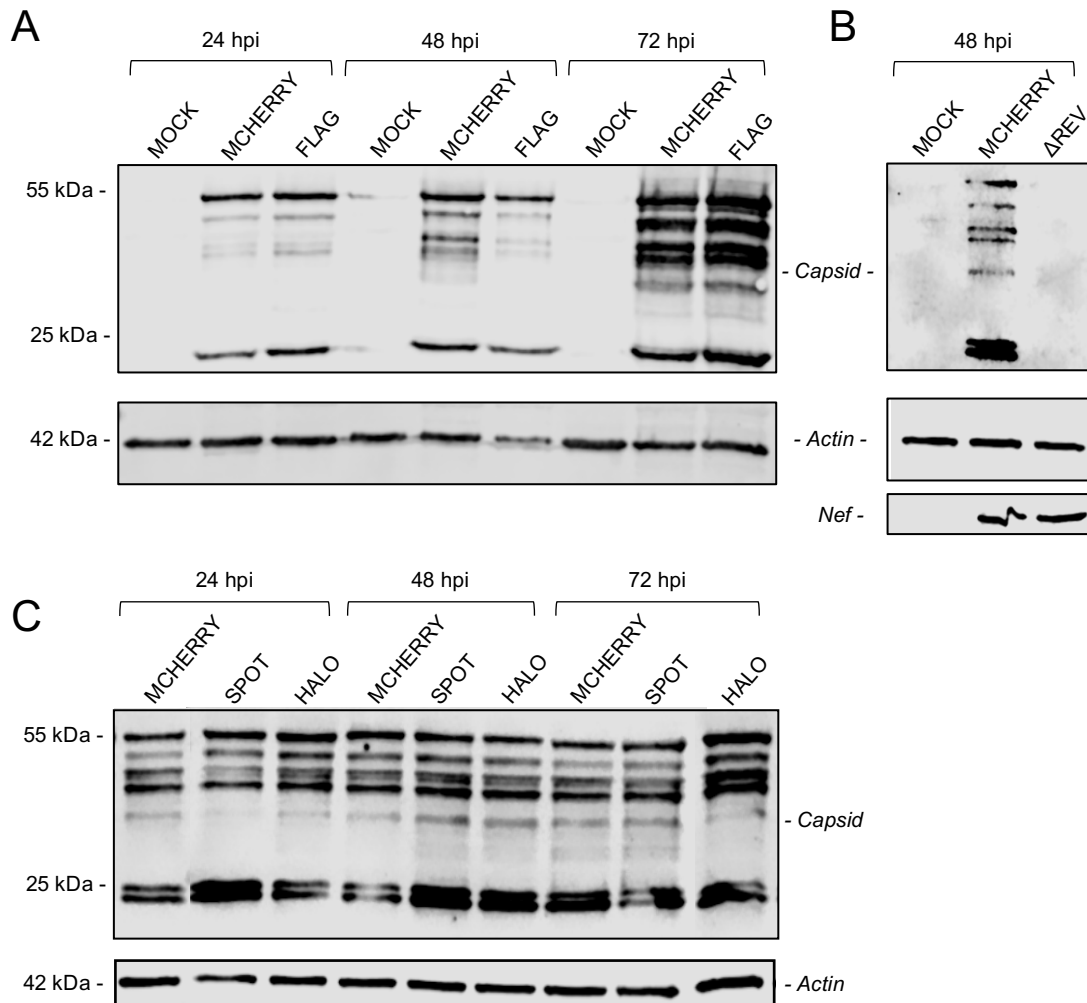 A
24 hpi
48 hpi
72 hpi
MOCK
MCHERRY
FLAG
MOCK
MCHERRY
FLAG
MOCK
MCHERRY
FLAG
55 kDa -
25 kDa -
- Capsid -
42 kDa -
- Actin -
B
48 hpi
MOCK
MCHERRY
ΔREV
Nef -
C
24 hpi
48 hpi
72 hpi
MCHERRY
SPOT
HALO
MCHERRY
SPOT
HALO
MCHERRY
SPOT
HALO
55 kDa -
25 kDa -
- Capsid
42 kDa -
- Actin